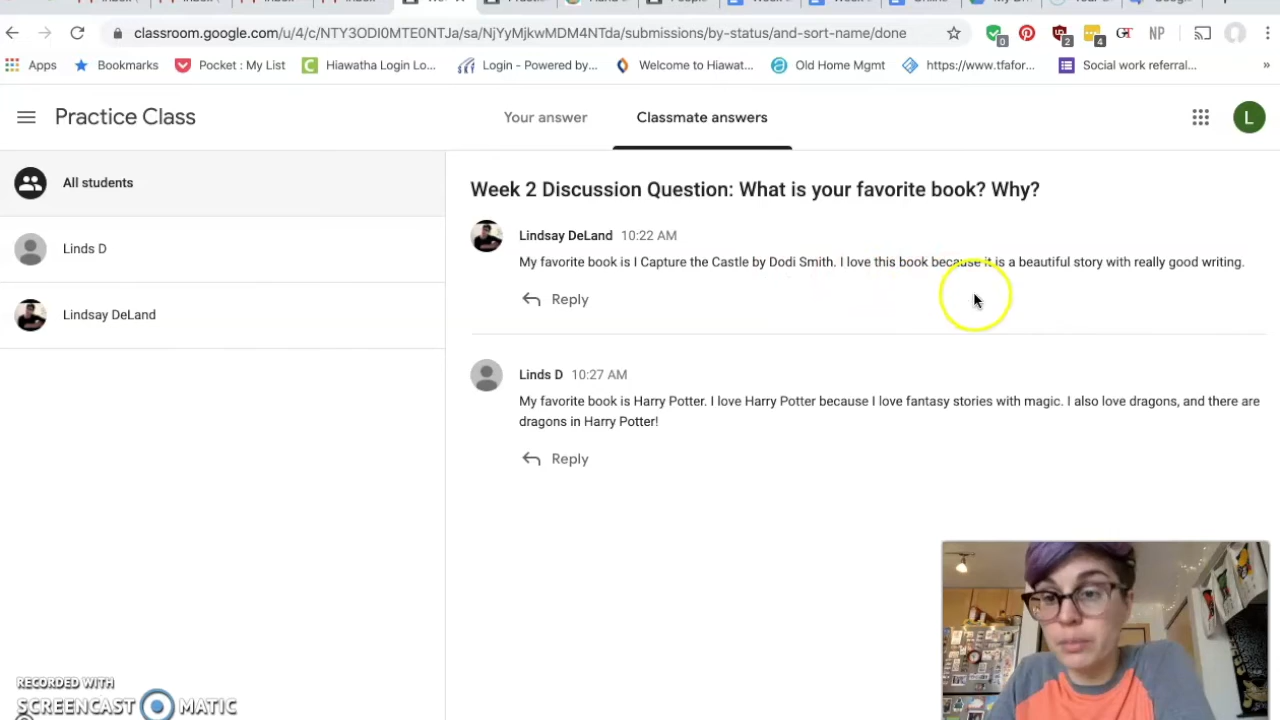 classroom.google.com/u/4/c/NTY3ODI0MTE0NTJa/sa/NjYyMjkwMDM4NTda/submissions/by-status/and-sort-name/done
0
2
4
NP
Apps Bookmarks Pocket : My List Hiawatha Login Lo... Login - Powered by... Welcome to Hiawat... Old Home Mgmt https://www.tfafor... Social work referral... »
Practice Class
Your answer
Classmate answers
L
All students
Linds D
Lindsay DeLand
Week 2 Discussion Question: What is your favorite book? Why?
Lindsay DeLand 10:22 AM
My favorite book is I Capture the Castle by Dodi Smith. I love this book because it is a beautiful story with really good writing.
Reply
Linds D 10:27 AM
My favorite book is Harry Potter. I love Harry Potter because I love fantasy stories with magic. I also love dragons, and there are
dragons in Harry Potter!
Reply
RECORDED WITH
SCREENCAST MATIC